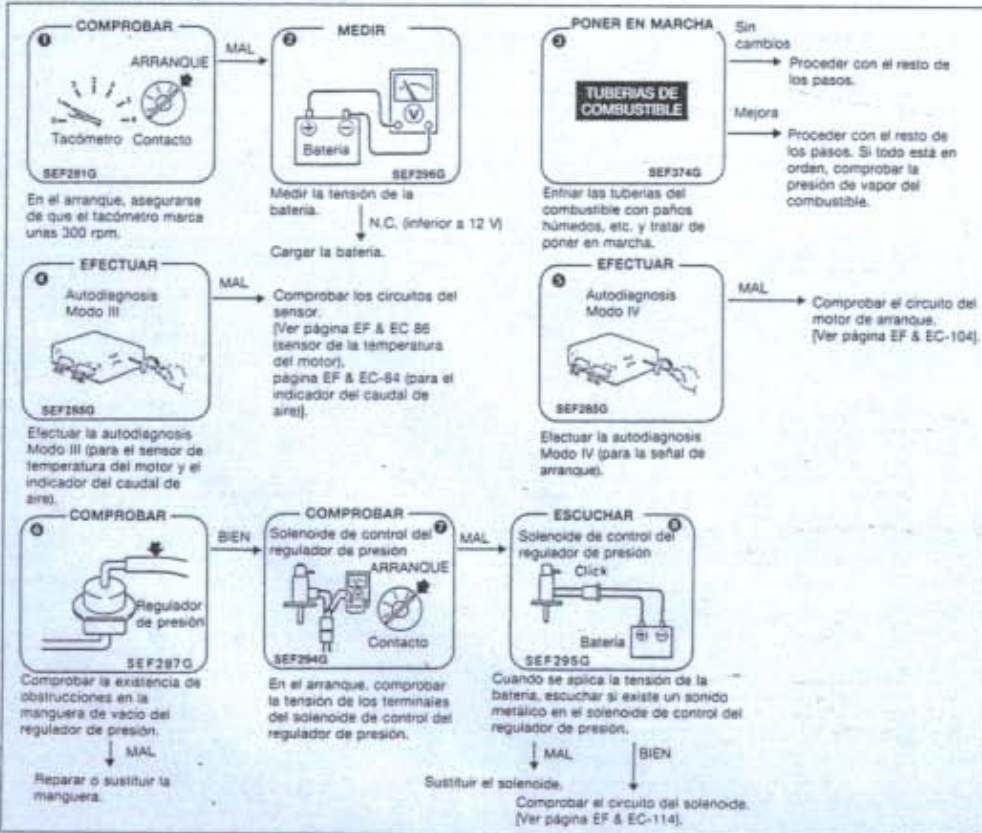 COMPROBAR
1
ARRANQUE
Tacómetro Contacto
SEF281G
En el arranque, asegurarse
de que el tacómetro marca
unas 300 rpm.
MAL
MEDIR
2
V
Batería
SEF296G
Medir la tensión de la
batería.
N.C. (inferior a 12 V)
Cargar la batería.
PONER EN MARCHA
3
TUBERIAS DE
COMBUSTIBLE
SEF374G
Enfriar las tuberías del
combustible con paños
húmedos, etc. y tratar de
poner en marcha.
Sin
cambios
Proceder con el resto de
los pasos.
Mejora
Proceder con el resto de
los pasos. Si todo está en
orden, comprobar la
presión de vapor del
combustible.
EFECTUAR
4
Autodiagnosis
Modo III
SEF285G
Efectuar la autodiagnosis
Modo III (para el sensor de
temperatura del motor y el
indicador del caudal de
aire).
MAL
Comprobar los circuitos del
sensor.
[Ver página EF & EC 86
(sensor de la temperatura
del motor),
página EF & EC-84 (para el
indicador del caudal de
aire)].
EFECTUAR
5
Autodiagnosis
Modo IV
SEF285G
Efectuar la autodiagnosis
Modo IV (para la señal de
arranque).
MAL
Comprobar el circuito del
motor de arranque.
[Ver página EF & EC-104].
COMPROBAR
6
Regulador
de presión
SEF287G
Comprobar la existencia de
obstrucciones en la
manguera de vacío del
regulador de presión.
MAL
Reparar o sustituir la
manguera.
BIEN
COMPROBAR
7
Solenoide de control del
regulador de presión
ARRANQUE
Contacto
SEF294G
En el arranque, comprobar
la tensión de los terminales
del solenoide de control del
regulador de presión.
MAL
ESCUCHAR
8
Solenoide de control del
regulador de presión
Click
Batería
SEF295G
Cuando se aplica la tensión de la
batería, escuchar si existe un sonido
metálico en el solenoide de control del
regulador de presión.
MAL
Sustituir el solenoide.
BIEN
Comprobar el circuito del solenoide.
[Ver página EF & EC-114].